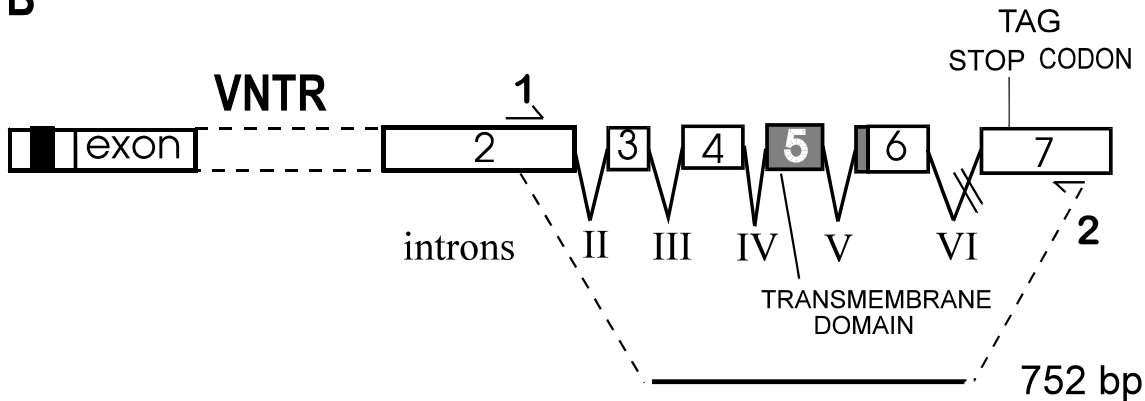 B
TAG
STOP CODON
VNTR
1
exon
2
3
4
5
6
7
introns
II
III
IV
V
VI
2
TRANSMEMBRANE
DOMAIN
752 bp